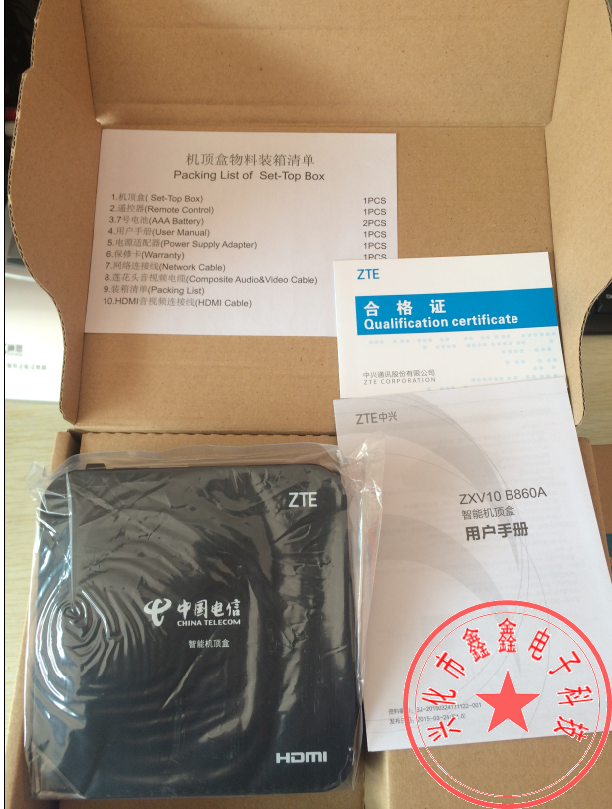 机顶盒物料装箱清单
Packing List of Set-Top Box
1.机顶盒( Set-Top Box) 1PCS
2.遥控器(Remote Control) 1PCS
3.7号电池(AAA Battery) 2PCS
4.用户手册(User Manual) 1PCS
5.电源适配器(Power Supply Adapter) 1PCS
6.保修卡(Warranty) 1PCS
7.网络连接线(Network Cable)
8.莲花头音视频电缆(Composite Audio&Video Cable)
9.装箱清单(Packing List)
10.HDMI音视频连接线(HDMI Cable)
ZTE
合格证
Qualification certificate
中兴通讯股份有限公司
ZTE CORPORATION
ZTE中兴
ZXV10 B860A
智能机顶盒
用户手册
ZTE
中国电信
CHINA TELECOM
智能机顶盒
HDMI
兴化市鑫鑫电子科技